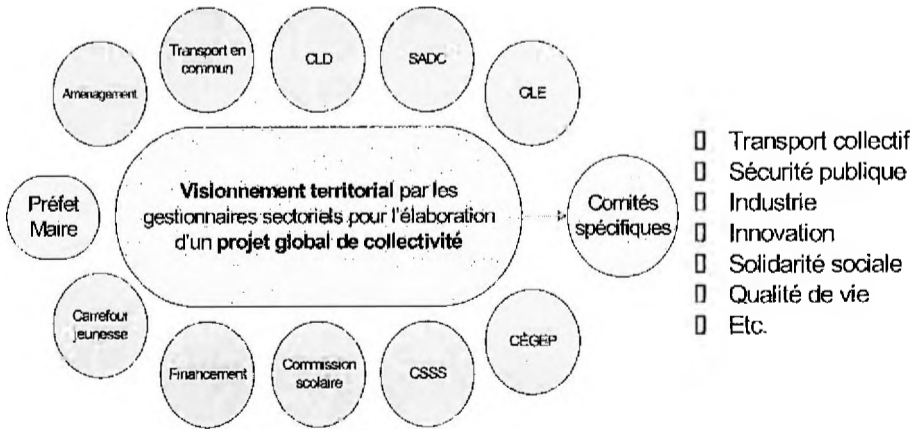 Transport en
commun
CLD
SADC
CLE
Aménagement
Préfet
Maire
Visionnement territorial par les
gestionnaires sectoriels pour l'élaboration
d'un projet global de collectivité
Comités
spécifiques
Transport collectif
Sécurité publique
Industrie
Innovation
Solidarité sociale
Qualité de vie
Etc.
Carrefour
jeunesse
Financement
Commission
scolaire
CSSS
CÉGEP